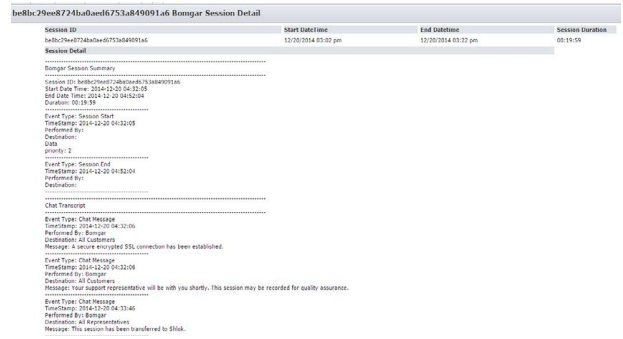 be8bc29ee8724ba0aed6753a849091a6 Bomgar Session Detail
Session ID Start DateTime End Datetime Session Duration
be8bc29ee8724ba0aed6753a849091a6 12/20/2014 03:02 pm 12/20/2014 03:22 pm 00:19:59
Session Detail
Bomgar Session Summary
Session ID: be8bc29ee8724ba0aed6753a849091a6
Start Date Time: 2014-12-20 04:32:05
End Date Time: 2014-12-20 04:52:04
Duration: 00:19:59
Event Type: Session Start
TimeStamp: 2014-12-20 04:32:05
Performed By:
Destination:
Data
priority: 2
Event Type: Session End
TimeStamp: 2014-12-20 04:52:04
Performed By:
Destination:
Chat Transcript
Event Type: Chat Message
TimeStamp: 2014-12-20 04:32:06
Performed By: Bomgar
Destination: All Customers
Message: A secure encrypted SSL connection has been established.
Event Type: Chat Message
TimeStamp: 2014-12-20 04:32:06
Performed By: Bomgar
Destination: All Customers
Message: Your support representative will be with you shortly. This session may be recorded for quality assurance.
Event Type: Chat Message
TimeStamp: 2014-12-20 04:33:46
Performed By: Bomgar
Destination: All Representatives
Message: This session has been transferred to Shlok.